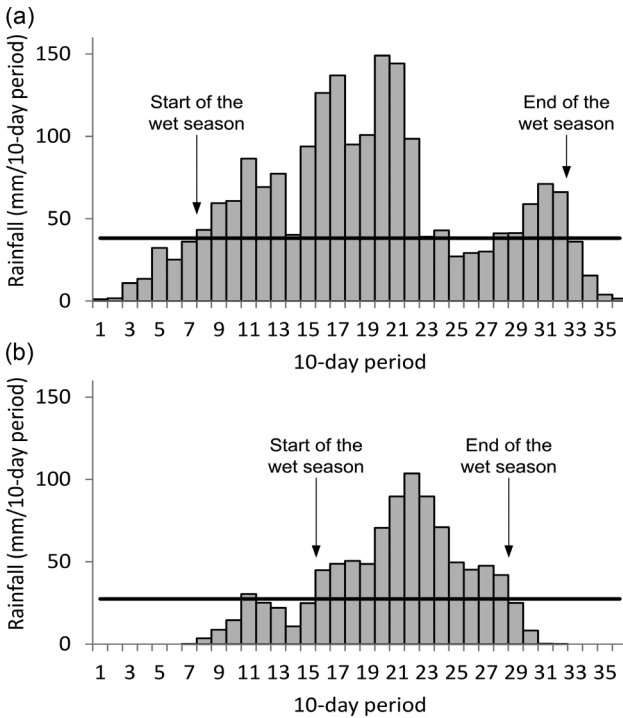 (a)
Rainfall (mm/10-day period)
150
100
50
0
Start of the
wet season
End of the
wet season
1 3 5 7 9 11 13 15 17 19 21 23 25 27 29 31 33 35
10-day period
(b)
Rainfall (mm/10-day period)
150
100
50
0
Start of the
wet season
End of the
wet season
1 3 5 7 9 11 13 15 17 19 21 23 25 27 29 31 33 35
10-day period